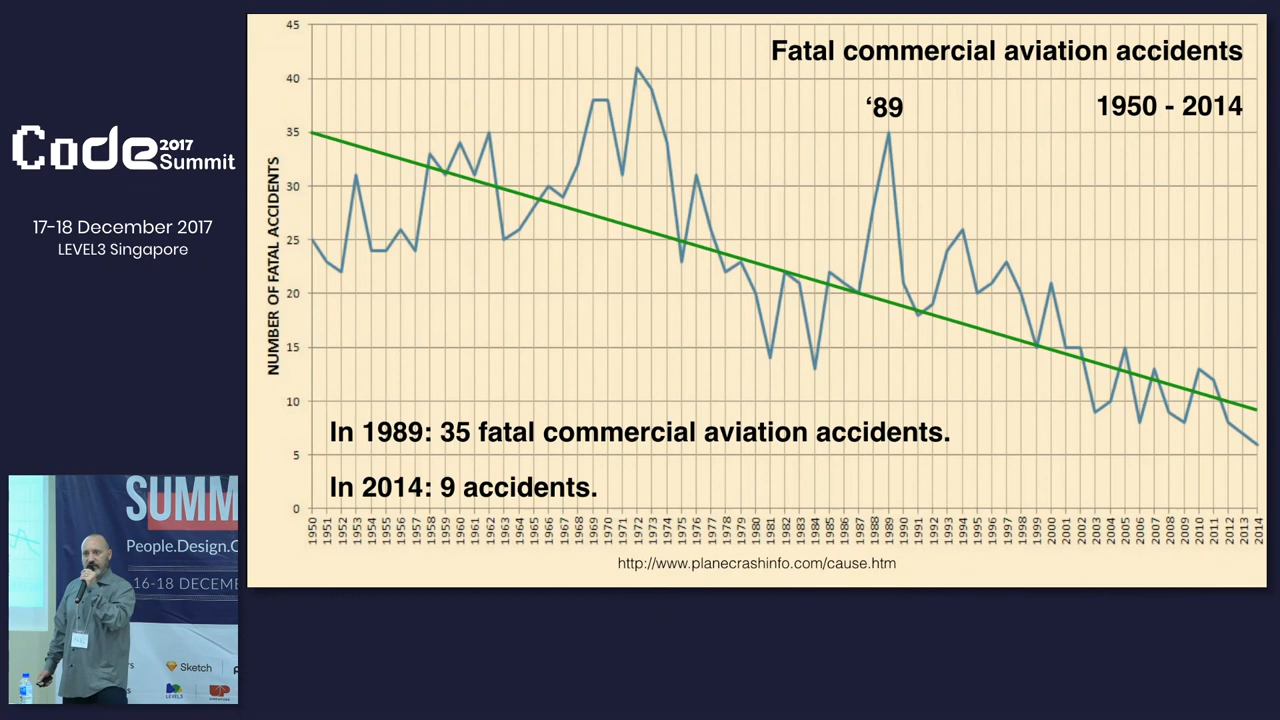 Code
2017
Summit
17-18 December 2017
LEVEL3 Singapore
Fatal commercial aviation accidents
'89
1950 - 2014
NUMBER OF FATAL ACCIDENTS
45
40
35
30
25
20
15
10
5
0
In 1989: 35 fatal commercial aviation accidents.
In 2014: 9 accidents.
1950 1951 1952 1953 1954 1955 1956 1957 1958 1959 1960 1961 1962 1963 1964 1965 1966 1967 1968 1969 1970 1971 1972 1973 1974 1975 1976 1977 1978 1979 1980 1981 1982 1983 1984 1985 1986 1987 1988 1989 1990 1991 1992 1993 1994 1995 1996 1997 1998 1999 2000 2001 2002 2003 2004 2005 2006 2007 2008 2009 2010 2011 2012 2013 2014
http://www.planecrashinfo.com/cause.htm
SUMM
People.Design.C
16-18 DECEME
rs
Sketch
s
LEVEL3